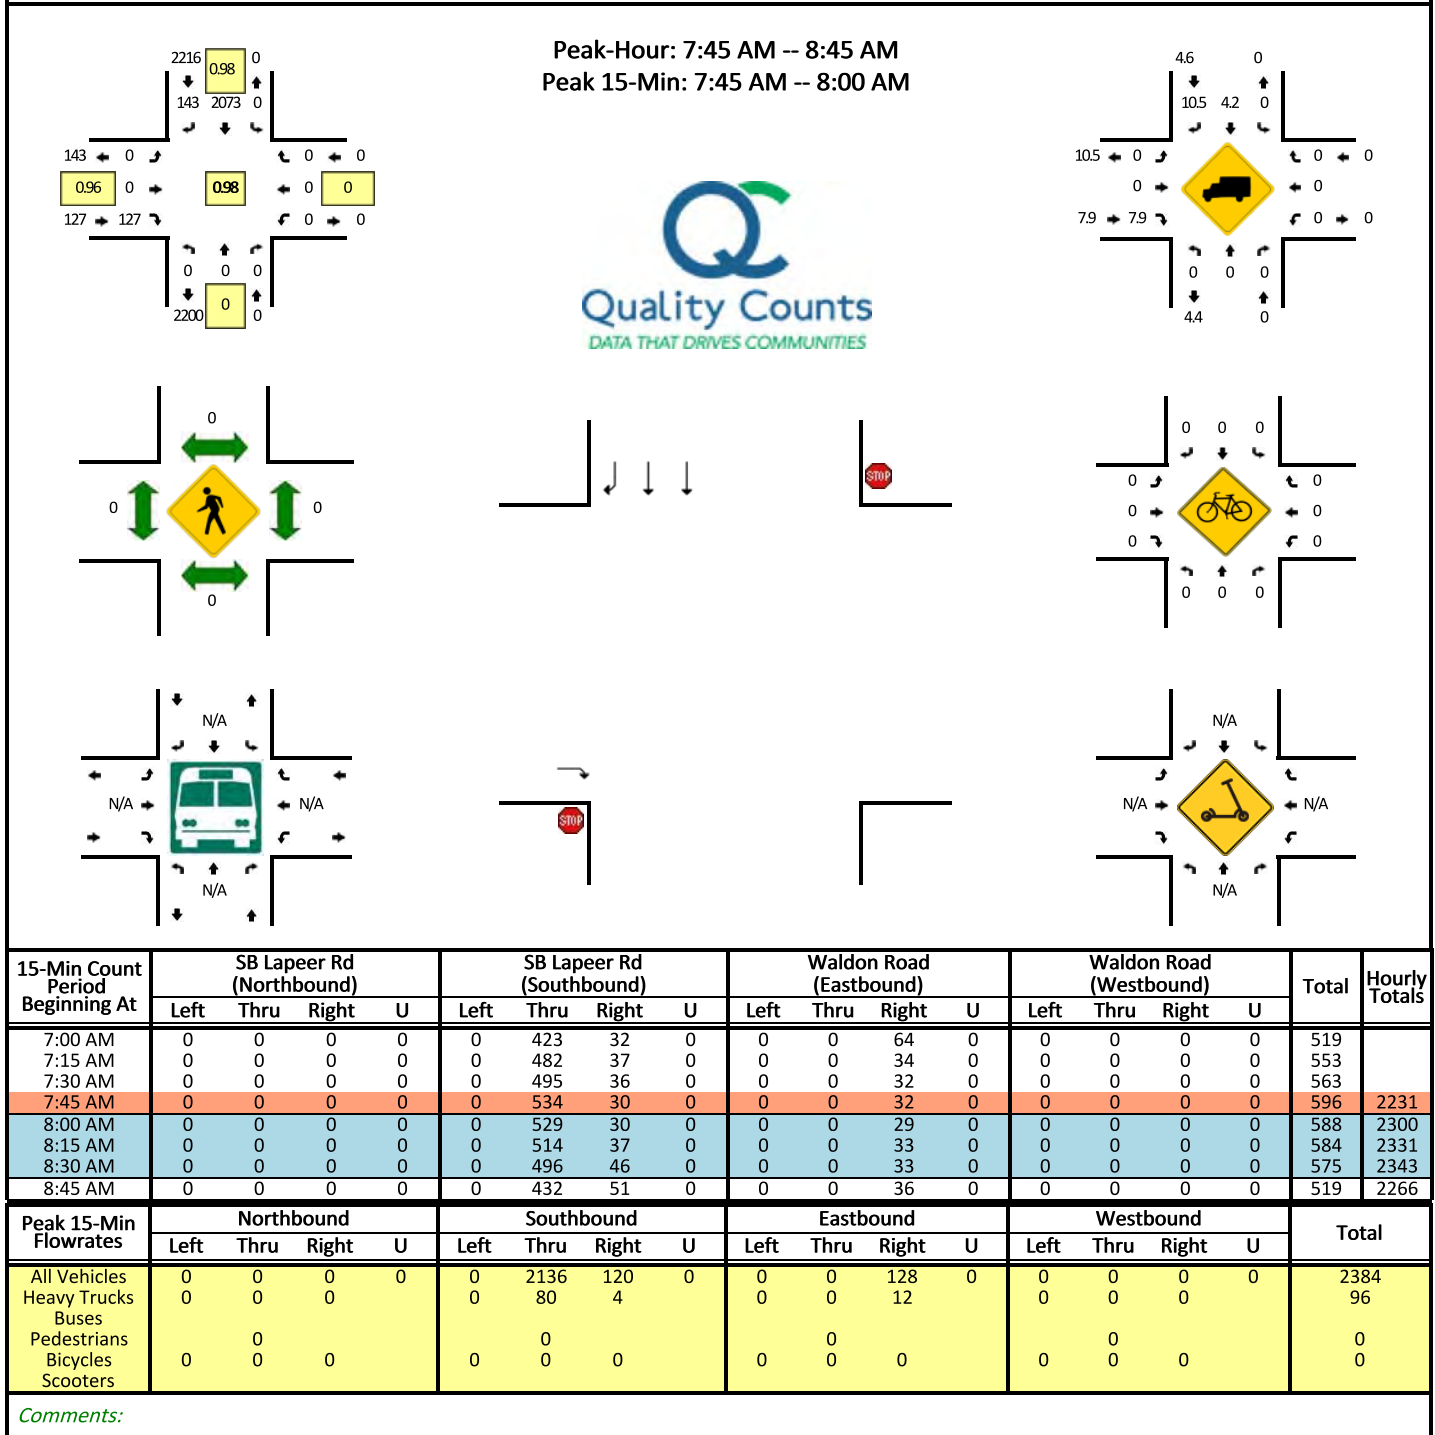 Peak-Hour: 7:45 AM -- 8:45 AM
Peak 15-Min: 7:45 AM -- 8:00 AM
2216 0.98 0
143 2073 0
143 0 0 0
0.96 0 0.98 0 0
127 127 0 0
0 0 0
2200 0 0
4.6 0
10.5 4.2 0
10.5 0 0 0
0 0
7.9 7.9 0 0
0 0 0
4.4 0
QC
Quality Counts
DATA THAT DRIVES COMMUNITIES
0
0 0
0
STOP
0 0 0
0 0
0 0
0 0
0 0 0
N/A
N/A N/A
N/A
STOP
N/A
N/A N/A
N/A
15-Min Count Period Beginning At SB Lapeer Rd (Northbound) SB Lapeer Rd (Southbound) Waldon Road (Eastbound) Waldon Road (Westbound) Total Hourly Totals
Left Thru Right U Left Thru Right U Left Thru Right U Left Thru Right U
7:00 AM 0 0 0 0 0 423 32 0 0 0 64 0 0 0 0 0 519
7:15 AM 0 0 0 0 0 482 37 0 0 0 34 0 0 0 0 0 553
7:30 AM 0 0 0 0 0 495 36 0 0 0 32 0 0 0 0 0 563
7:45 AM 0 0 0 0 0 534 30 0 0 0 32 0 0 0 0 0 596 2231
8:00 AM 0 0 0 0 0 529 30 0 0 0 29 0 0 0 0 0 588 2300
8:15 AM 0 0 0 0 0 514 37 0 0 0 33 0 0 0 0 0 584 2331
8:30 AM 0 0 0 0 0 496 46 0 0 0 33 0 0 0 0 0 575 2343
8:45 AM 0 0 0 0 0 432 51 0 0 0 36 0 0 0 0 0 519 2266
Peak 15-Min Flowrates Northbound Southbound Eastbound Westbound Total
Left Thru Right U Left Thru Right U Left Thru Right U Left Thru Right U
All Vehicles 0 0 0 0 0 2136 120 0 0 0 128 0 0 0 0 0 2384
Heavy Trucks 0 0 0 0 80 4 0 0 12 0 0 0 96
Buses
Pedestrians 0 0 0 0 0
Bicycles 0 0 0 0 0 0 0 0 0 0 0 0 0
Scooters
Comments: